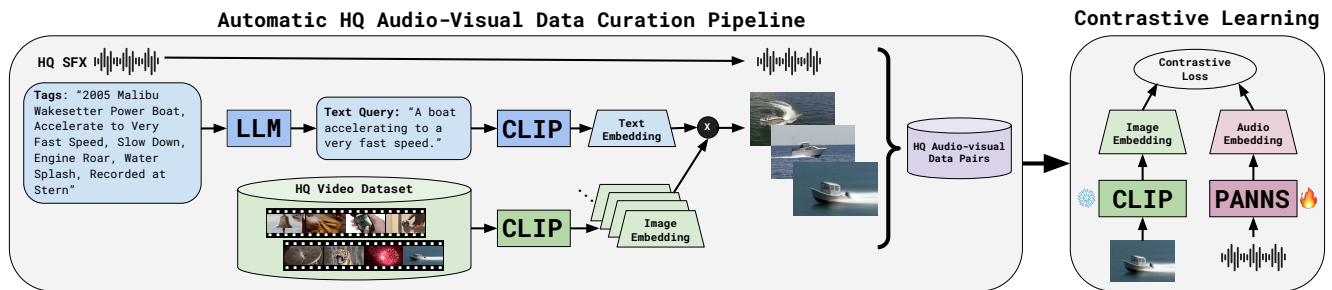 Automatic HQ Audio-Visual Data Curation Pipeline
Contrastive Learning
HQ SFX
Tags: "2005 Malibu
Wakesetter Power Boat,
Accelerate to Very
Fast Speed, Slow Down,
Engine Roar, Water
Splash, Recorded at
Stern"
LLM
Text Query: "A boat
accelerating to a
very fast speed."
CLIP
Text
Embedding
X
HQ Video Dataset
CLIP
Image
Embedding
HQ Audio-visual
Data Pairs
Contrastive
Loss
Image
Embedding
Audio
Embedding
CLIP
PANNS